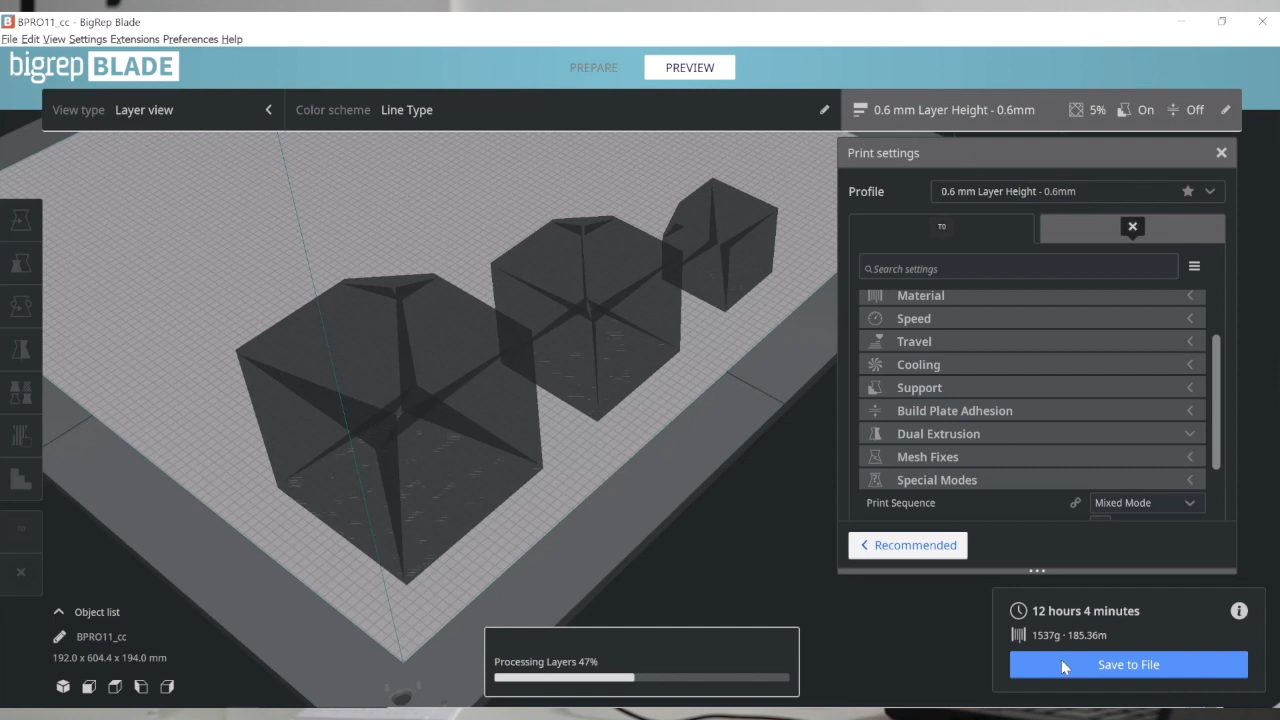 BPRO11_cc - BigRep Blade
File Edit View Settings Extensions Preferences Help
bigrep BLADE
PREPARE
PREVIEW
View type Layer view
Color scheme Line Type
0.6 mm Layer Height - 0.6mm 5% On Off
Print settings
Profile 0.6 mm Layer Height - 0.6mm
T0
Search settings
Material
Speed
Travel
Cooling
Support
Build Plate Adhesion
Dual Extrusion
Mesh Fixes
Special Modes
Print Sequence Mixed Mode
Recommended
Object list
BPRO11_cc
192.0 x 604.4 x 194.0 mm
Processing Layers 47%
12 hours 4 minutes
1537g · 185.36m
Save to File